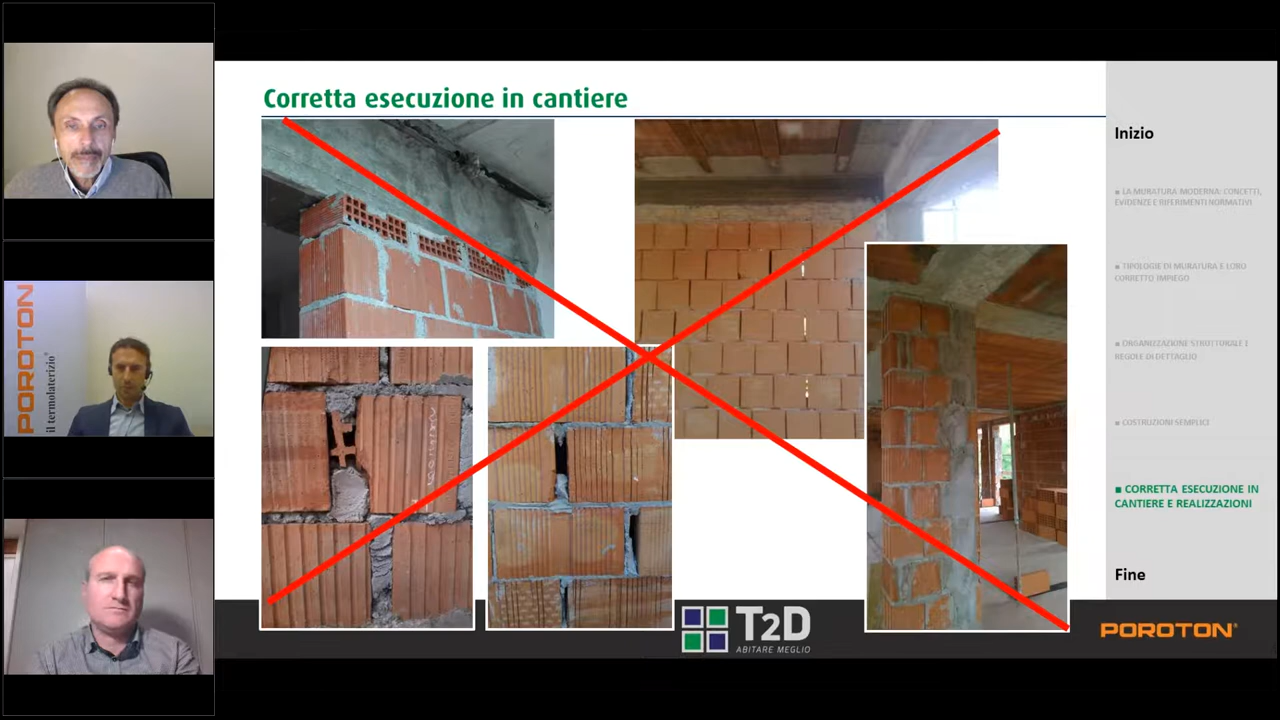 Corretta esecuzione in cantiere
POROTON
il termolaterizio®
Inizio
■ LA MURATURA MODERNA: CONCETTI,
EVIDENZE E RIFERIMENTI NORMATIVI
■ TIPOLOGIE DI MURATURA E LORO
CORRETTO IMPIEGO
■ ORGANIZZAZIONE STRUTTURALE E
REGOLE DI DETTAGLIO
■ COSTRUZIONI SEMPLICI
■ CORRETTA ESECUZIONE IN
CANTIERE E REALIZZAZIONI
Fine
T2D
ABITARE MEGLIO
POROTON®